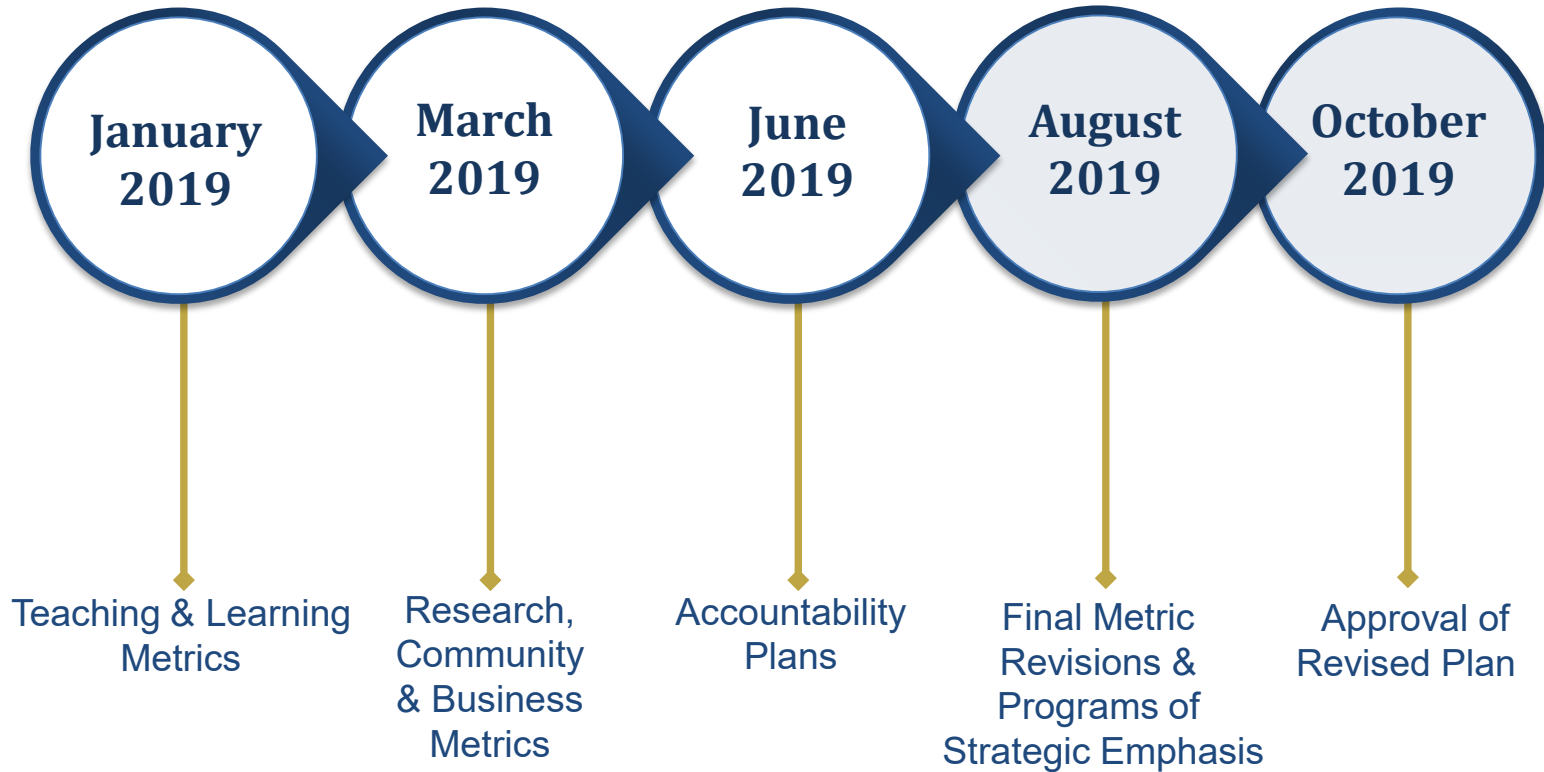 January
2019
March
2019
June
2019
August
2019
October
2019
Teaching & Learning
Metrics
Research,
Community
& Business
Metrics
Accountability
Plans
Final Metric
Revisions &
Programs of
Strategic Emphasis
Approval of
Revised Plan